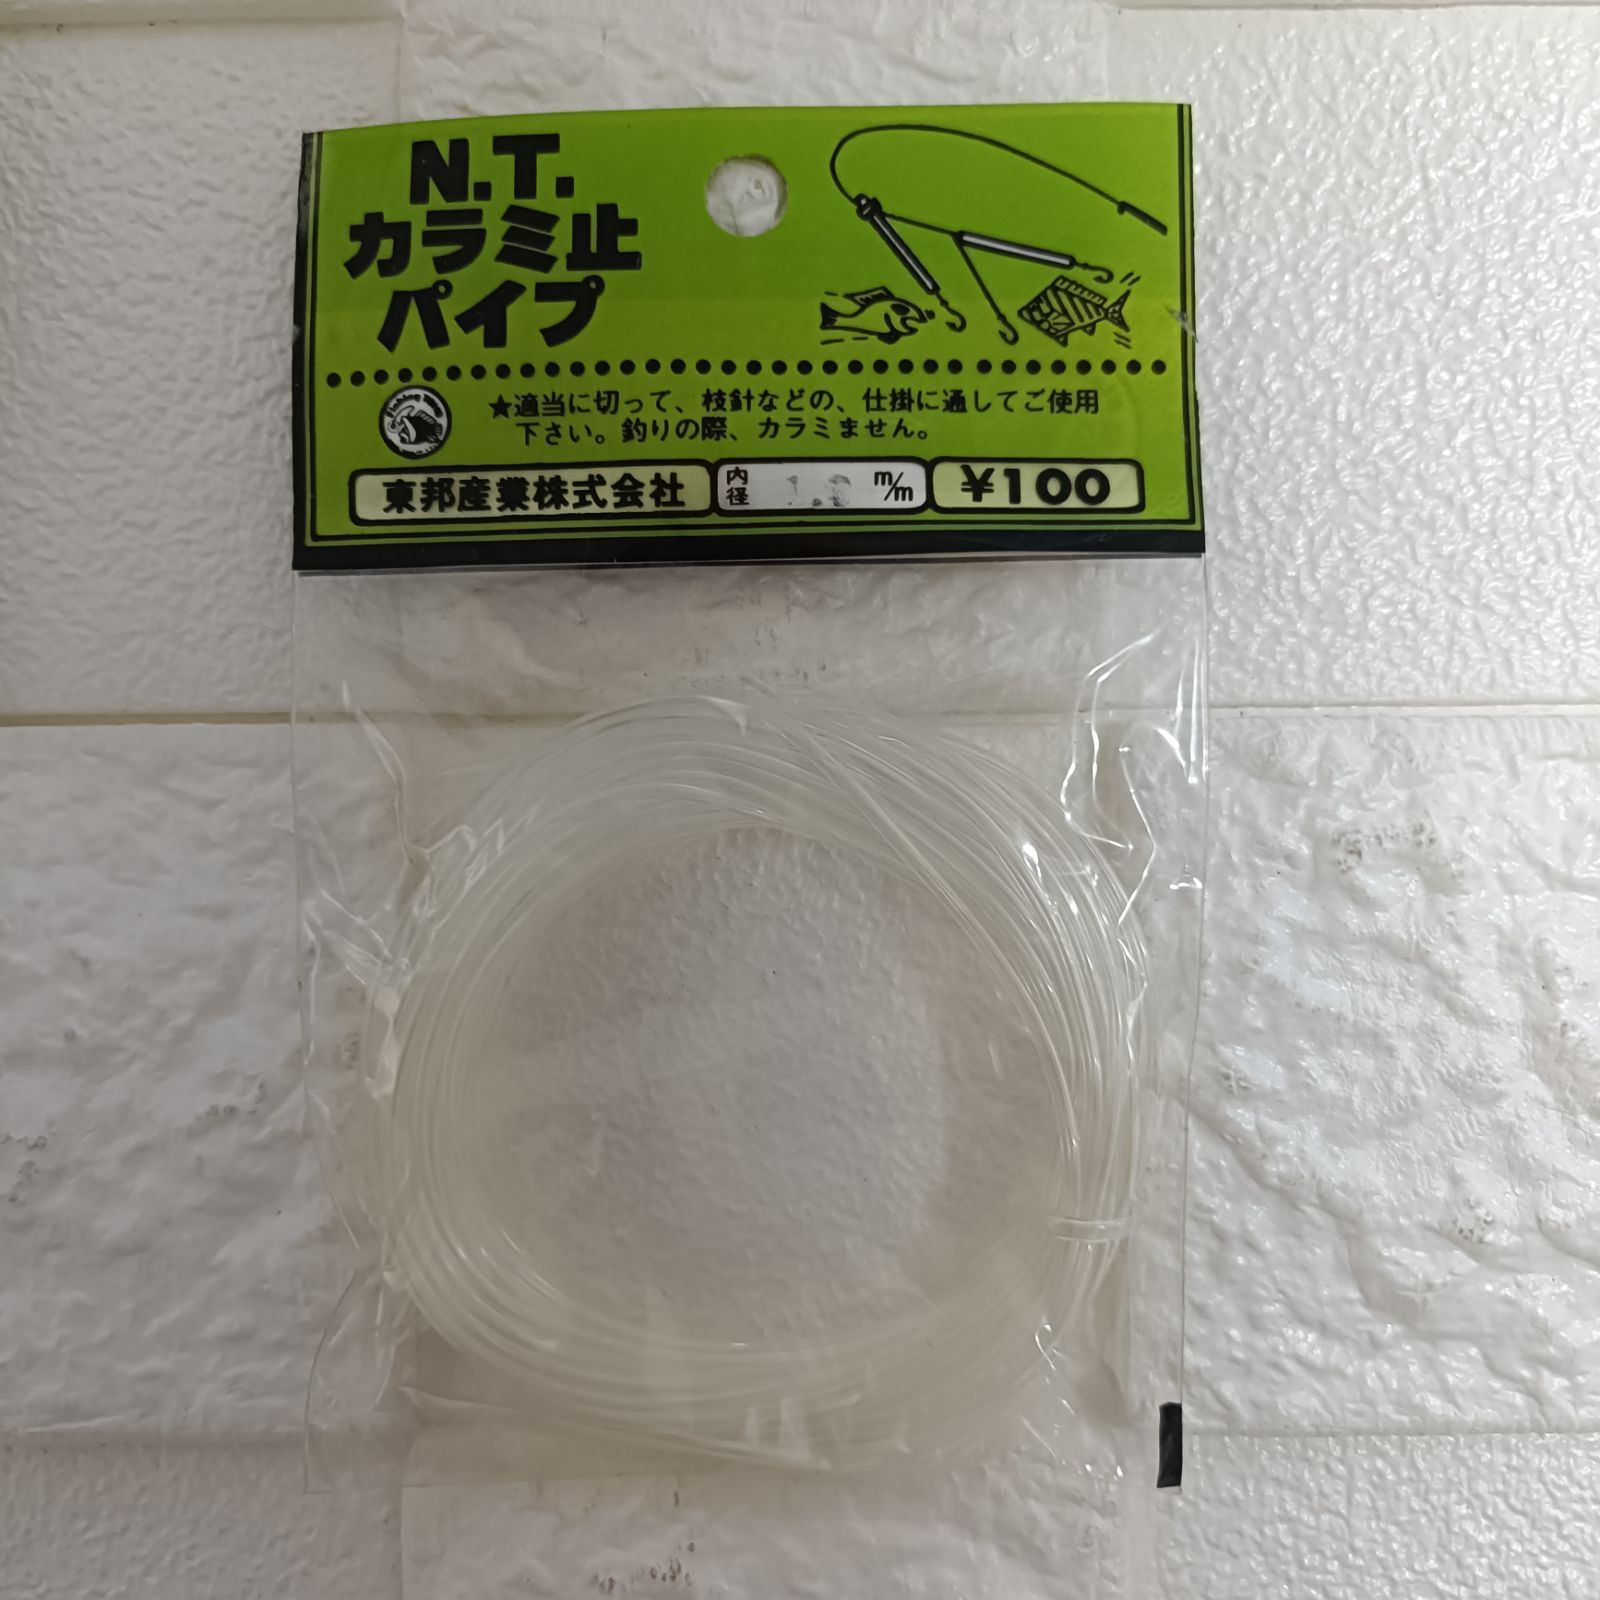 N.T.
カラミ止
パイプ
★適当に切って、枝針などの、仕掛に通してご使用
下さい。釣りの際、カラミません。
東邦産業株式会社
内径 m/m
¥100
Fishing